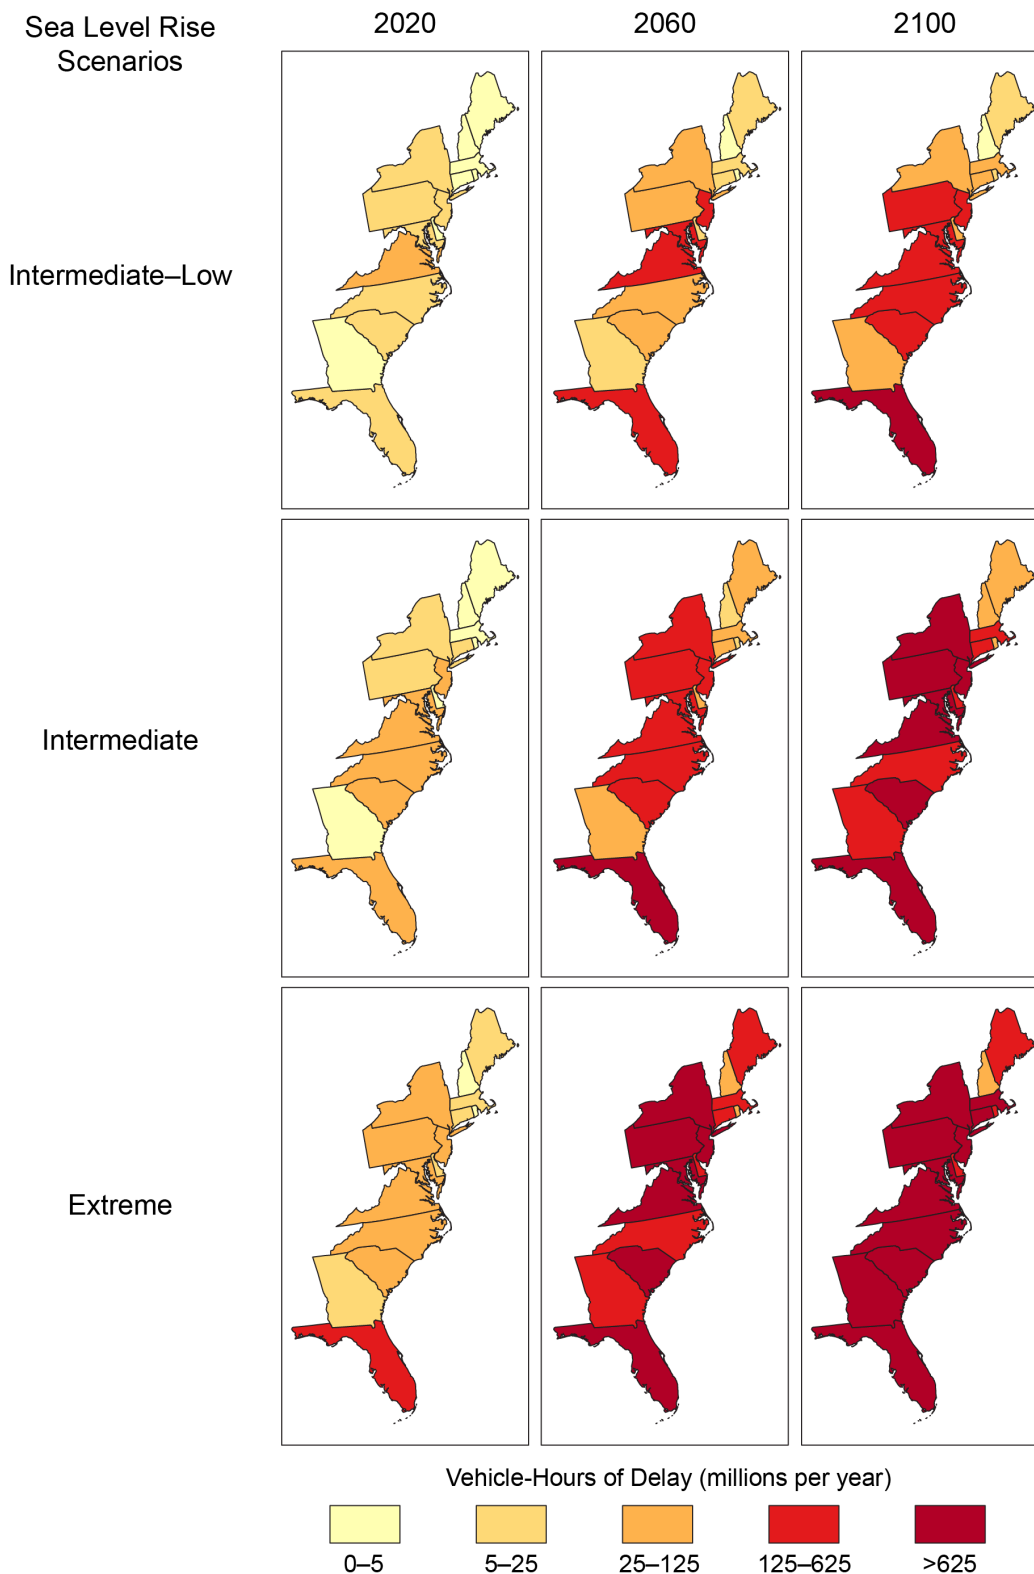 Sea Level Rise
Scenarios
2020
2060
2100
Intermediate–Low
Intermediate
Extreme
Vehicle-Hours of Delay (millions per year)
0–5
5–25
25–125
125–625
>625